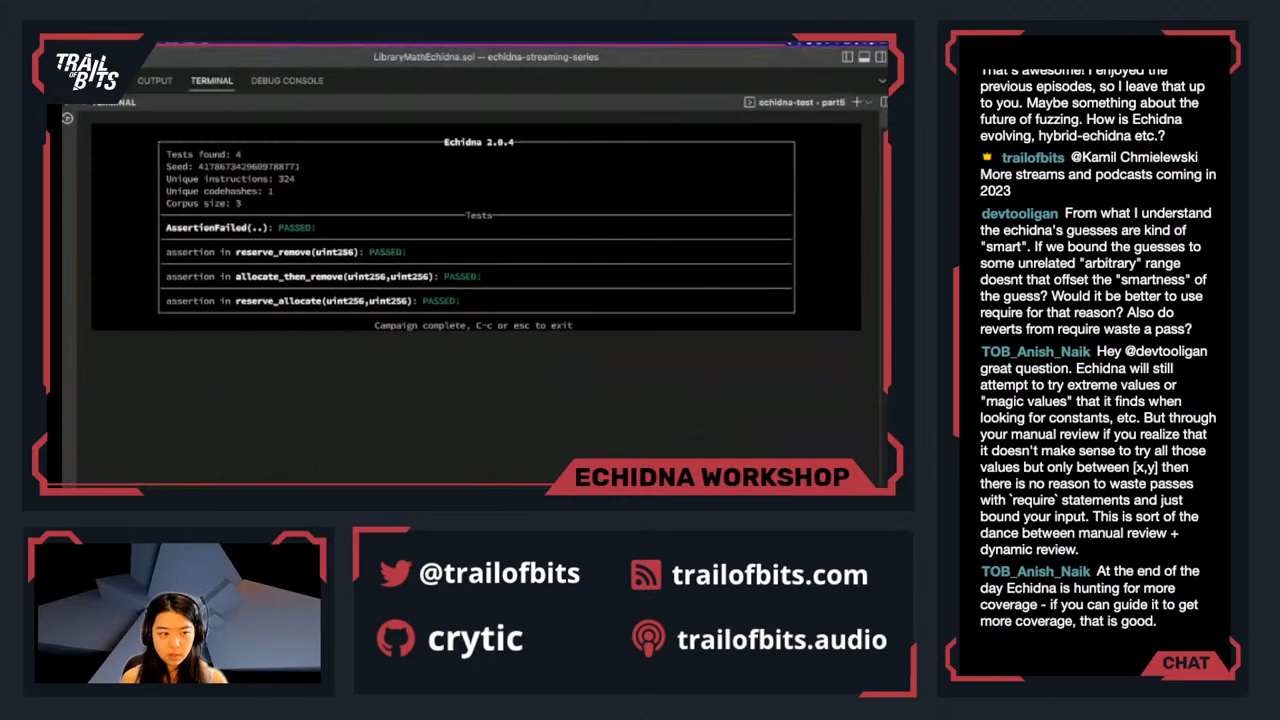 TRAIL
OF
BITS
LibraryMathEchidna.sol — echidna-streaming-series
OUTPUT
TERMINAL
DEBUG CONSOLE
echidna-test - part5
Echidna 2.0.4
Tests found: 4
Seed: 4178673429609788771
Unique instructions: 324
Unique codehashes: 1
Corpus size: 3
Tests
AssertionFailed(..): PASSED!
assertion in reserve_remove(uint256): PASSED!
assertion in allocate_then_remove(uint256,uint256): PASSED!
assertion in reserve_allocate(uint256,uint256): PASSED!
Campaign complete, C-c or esc to exit
ECHIDNA WORKSHOP
@trailofbits
trailofbits.com
crytic
trailofbits.audio
That's awesome! I enjoyed the
previous episodes, so I leave that up
to you. Maybe something about the
future of fuzzing. How is Echidna
evolving, hybrid-echidna etc.?
trailofbits @Kamil Chmielewski
More streams and podcasts coming in
2023
devtooligan From what I understand
the echidna's guesses are kind of
"smart". If we bound the guesses to
some unrelated "arbitrary" range
doesnt that offset the "smartness" of
the guess? Would it be better to use
require for that reason? Also do
reverts from require waste a pass?
TOB_Anish_Naik Hey @devtooligan
great question. Echidna will still
attempt to try extreme values or
"magic values" that it finds when
looking for constants, etc. But through
your manual review if you realize that
it doesn't make sense to try all those
values but only between [x,y] then
there is no reason to waste passes
with `require` statements and just
bound your input. This is sort of the
dance between manual review +
dynamic review.
TOB_Anish_Naik At the end of the
day Echidna is hunting for more
coverage - if you can guide it to get
more coverage, that is good.
CHAT